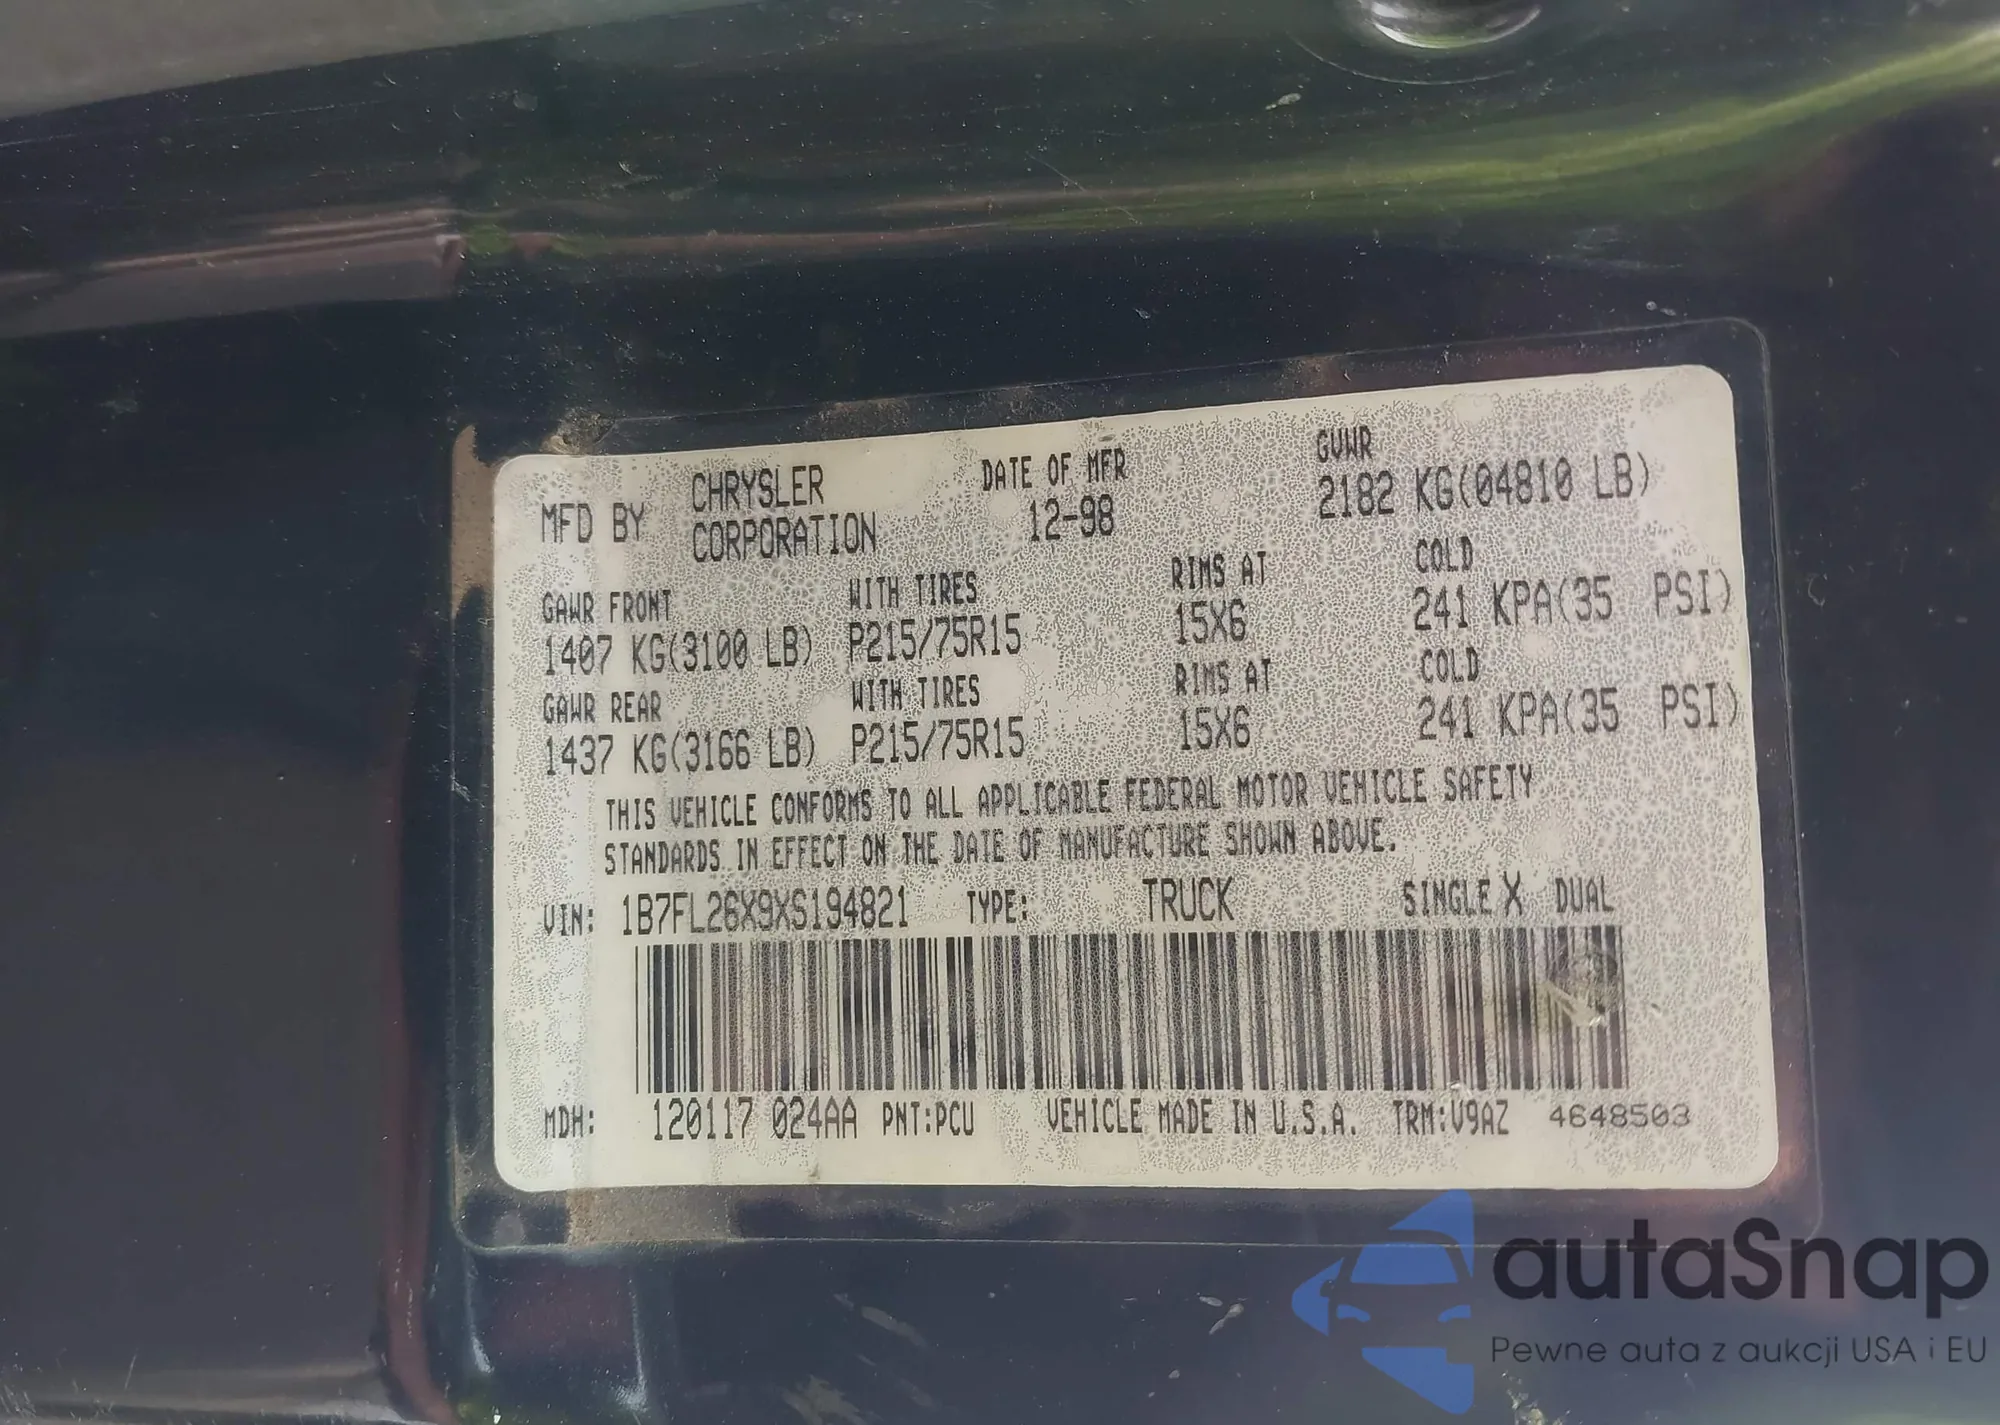 MFD BY CHRYSLER CORPORATION DATE OF MFR 12-98 GVWR 2182 KG(04810 LB)
GAWR FRONT WITH TIRES RIMS AT COLD
1407 KG(3100 LB) P215/75R15 15X6 241 KPA(35 PSI)
GAWR REAR WITH TIRES RIMS AT COLD
1437 KG(3166 LB) P215/75R15 15X6 241 KPA(35 PSI)
THIS VEHICLE CONFORMS TO ALL APPLICABLE FEDERAL MOTOR VEHICLE SAFETY
STANDARDS IN EFFECT ON THE DATE OF MANUFACTURE SHOWN ABOVE.
VIN: 1B7FL26X9XS194821 TYPE: TRUCK SINGLE X DUAL
MDH: 120117 024AA PNT:PCU VEHICLE MADE IN U.S.A. TRM:V9AZ 4648503
autaSnap
Pewne auta z aukcji USA i EU